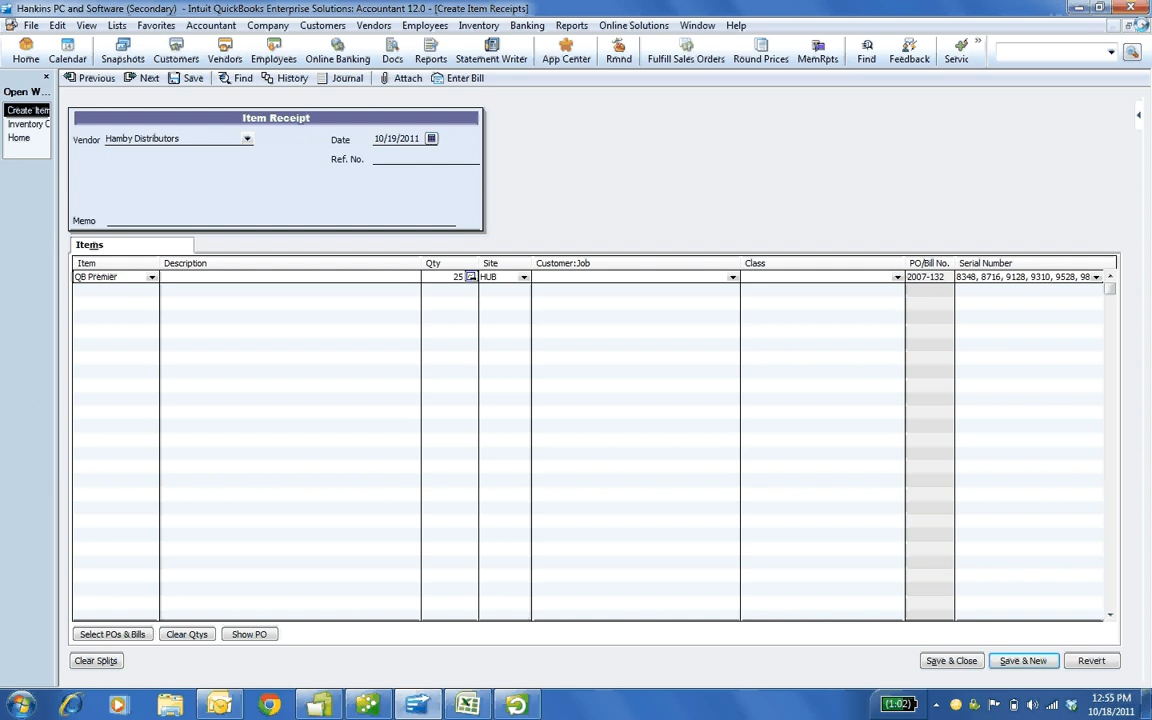 Hankins PC and Software (Secondary) - Intuit QuickBooks Enterprise Solutions: Accountant 12.0 - [Create Item Receipts]
File Edit View Lists Favorites Accountant Company Customers Vendors Employees Inventory Banking Reports Online Solutions Window Help
Home Calendar Snapshots Customers Vendors Employees Online Banking Docs Reports Statement Writer App Center Rmnd Fulfill Sales Orders Round Prices MemRpts Find Feedback Servic
Previous Next Save Find History Journal Attach Enter Bill
Open W...
Create Item
Inventory C
Home
Item Receipt
Vendor Hamby Distributors Date 10/19/2011
Ref. No.
Memo
Items
Item Description Qty Site Customer:Job Class PO/Bill No. Serial Number
QB Premier 25 HUB 2007-132 8348, 8716, 9128, 9310, 9528, 98
Select POs & Bills Clear Qtys Show PO
Clear Splits Save & Close Save & New Revert
(1:02) 12:55 PM
10/18/2011